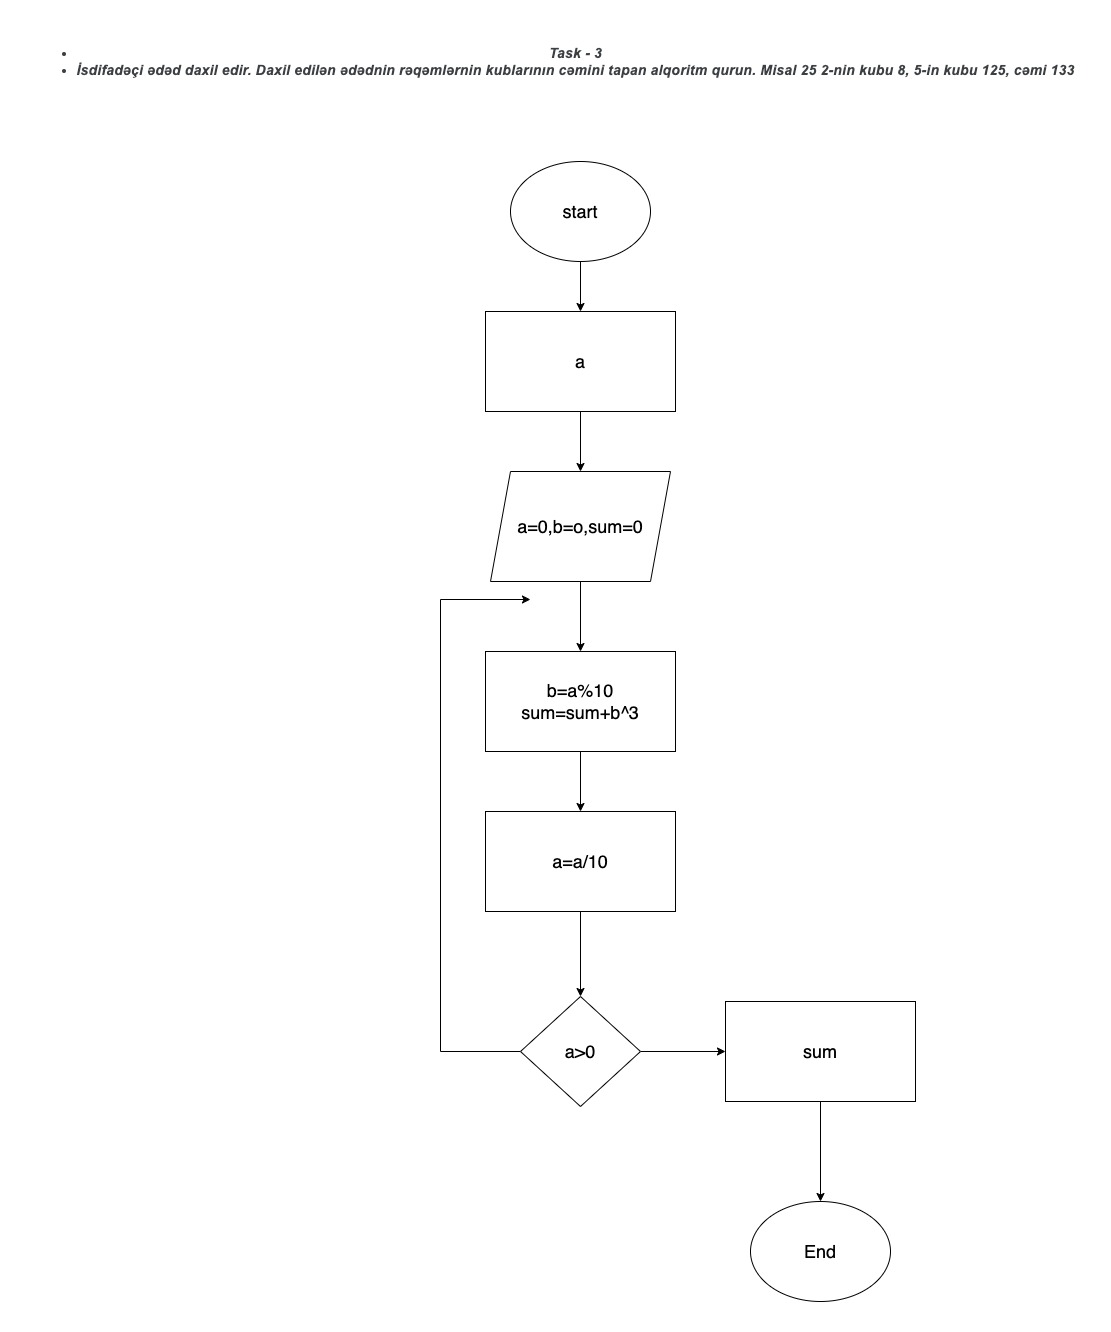 Task - 3
İsdifadəçi ədəd daxil edir. Daxil edilən ədədnin rəqəmlərnin kublarının cəmini tapan alqoritm qurun. Misal 25 2-nin kubu 8, 5-in kubu 125, cəmi 133
start
a
a=0,b=o,sum=0
b=a%10
sum=sum+b^3
a=a/10
a>0
sum
End